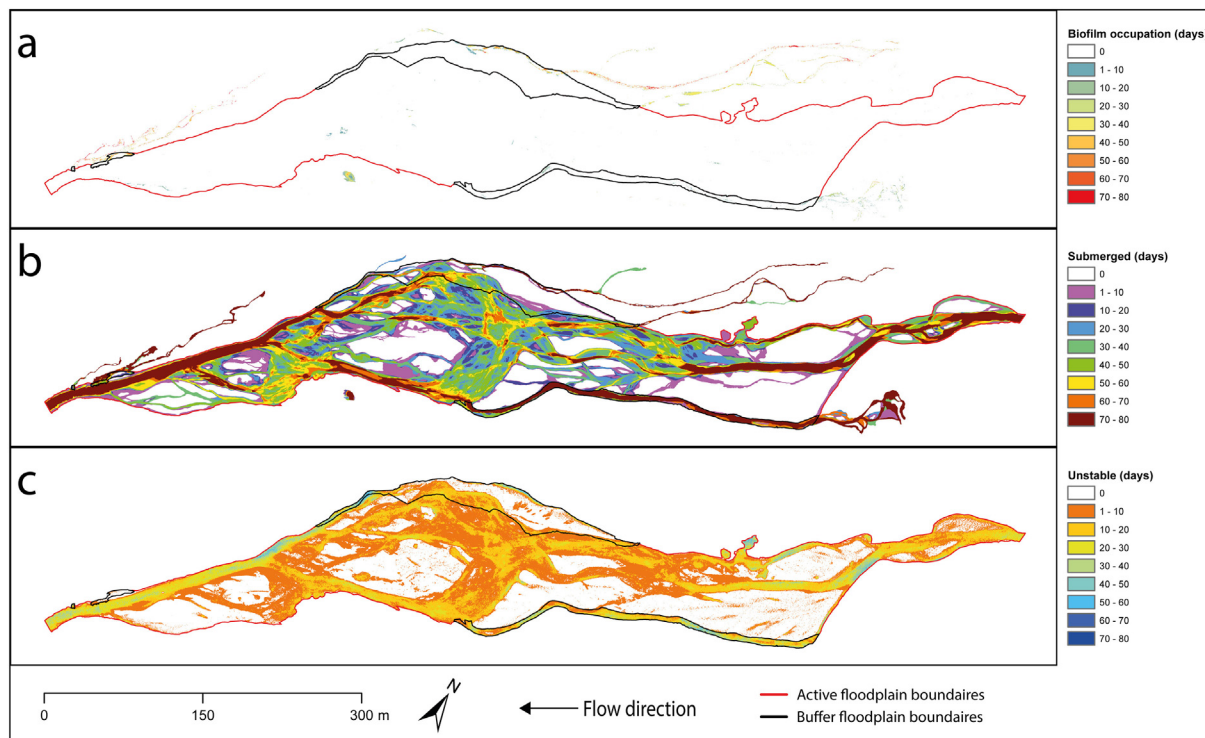 a
Biofilm occupation (days
0
1 - 10
10 - 20
20 - 30
30 - 40
40 - 50
50 - 60
60 - 70
70 - 80
b
Submerged (days)
0
1 - 10
10 - 20
20 - 30
30 - 40
40 - 50
50 - 60
60 - 70
70 - 80
c
Unstable (days)
0
1 - 10
10 - 20
20 - 30
30 - 40
40 - 50
50 - 60
60 - 70
70 - 80
0 150 300 m
N
Flow direction
Active floodplain boundaires
Buffer floodplain boundaires